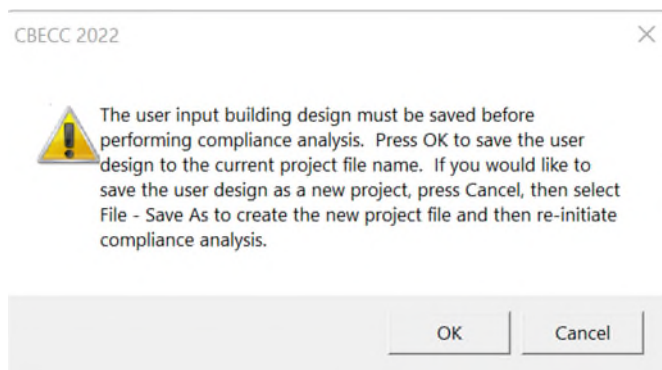 CBECC 2022
The user input building design must be saved before
performing compliance analysis.  Press OK to save the user
design to the current project file name.  If you would like to
save the user design as a new project, press Cancel, then select
File - Save As to create the new project file and then re-initiate
compliance analysis.
OK
Cancel